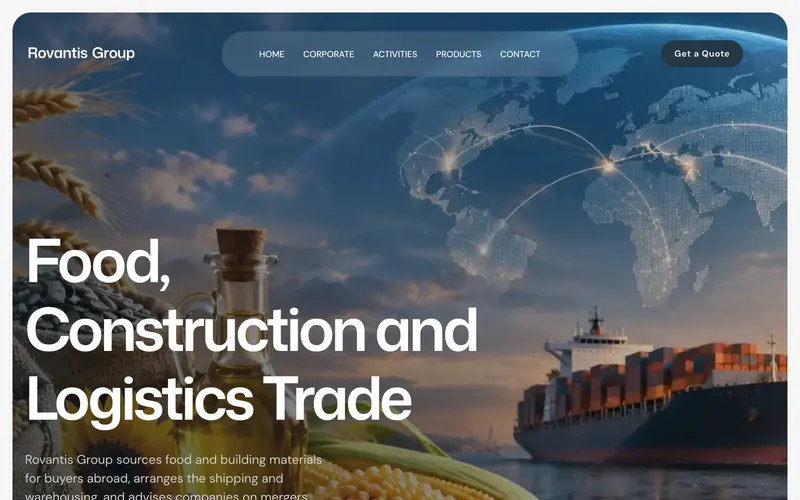 Rovantis Group
HOME
CORPORATE
ACTIVITIES
PRODUCTS
CONTACT
Get a Quote
Food,
Construction and
Logistics Trade
Rovantis Group sources food and building materials
for buyers abroad, arranges the shipping and
warehousing, and advises companies on mergers